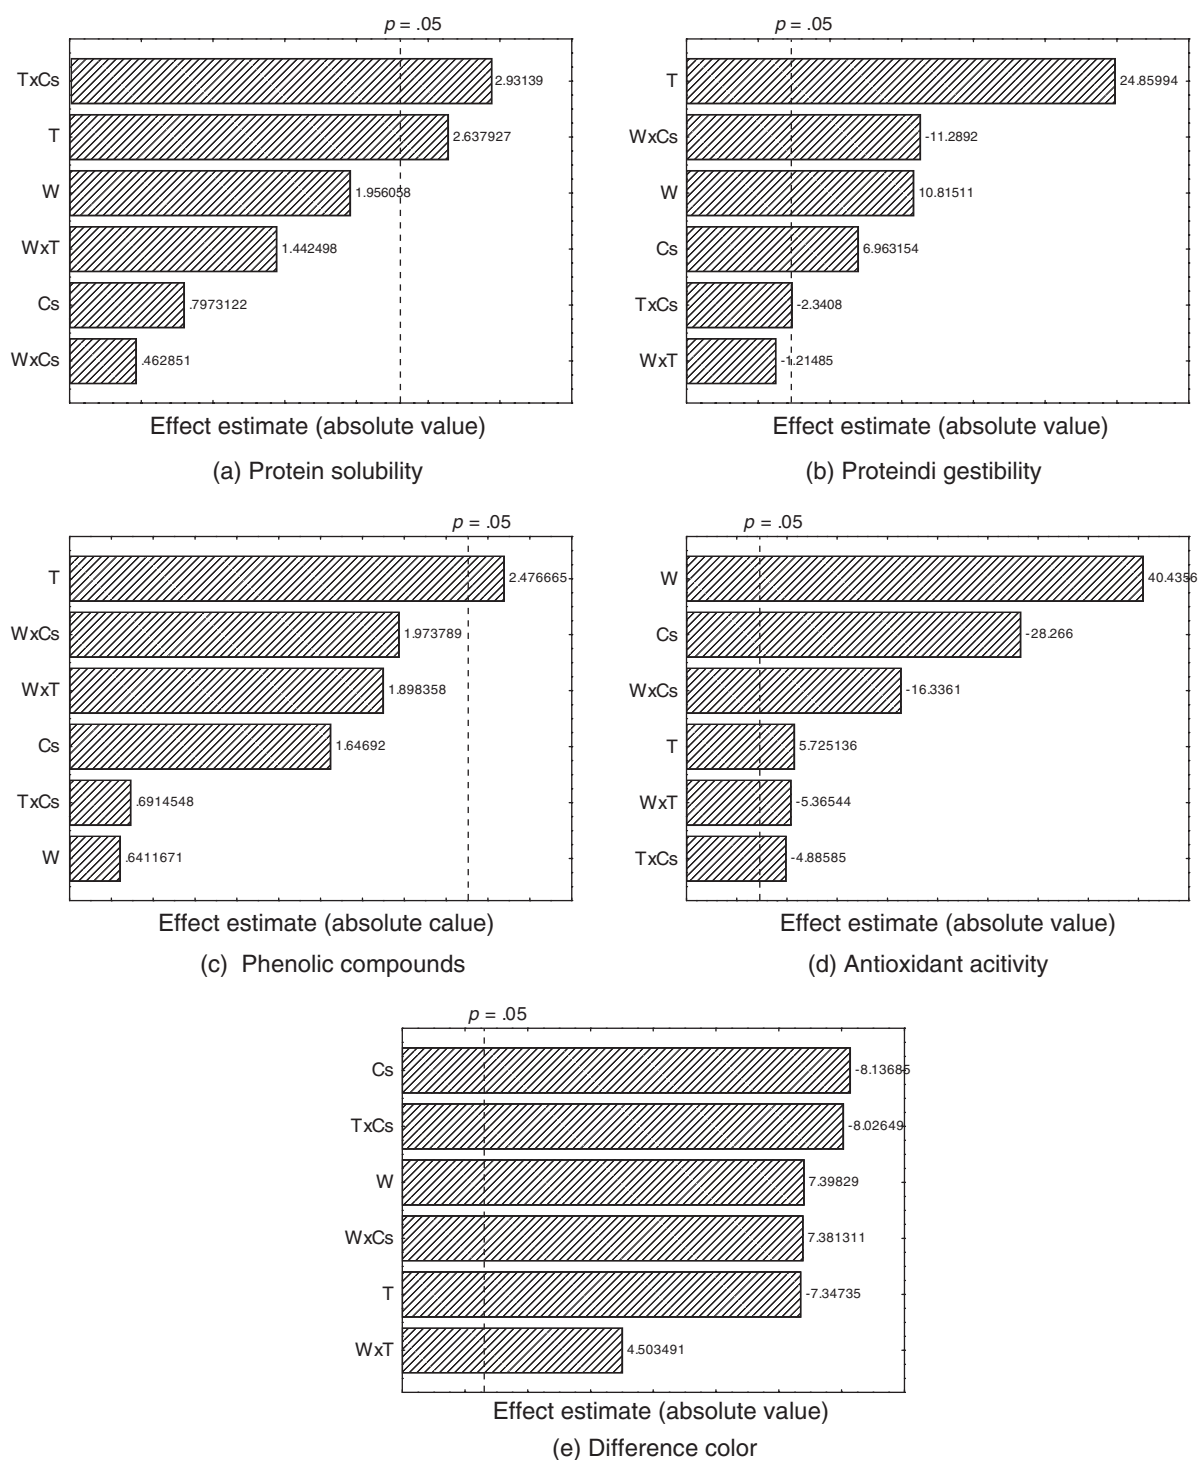 p = .05
TxCs 2.93139
T 2.637927
W 1.956058
WxT 1.442498
Cs .7973122
WxCs .462851
Effect estimate (absolute value)
(a) Protein solubility
p = .05
T 24.85994
WxCs -11.2892
W 10.81511
Cs 6.963154
TxCs -2.3408
WxT -1.21485
Effect estimate (absolute value)
(b) Proteindi gestibility
p = .05
T 2.476665
WxCs 1.973789
WxT 1.898358
Cs 1.64692
TxCs .6914548
W .6411671
Effect estimate (absolute calue)
(c) Phenolic compounds
p = .05
W 40.4356
Cs -28.266
WxCs -16.3361
T 5.725136
WxT -5.36544
TxCs -4.88585
Effect estimate (absolute value)
(d) Antioxidant acitivity
p = .05
Cs -8.13685
TxCs -8.02649
W 7.39829
WxCs 7.381311
T -7.34735
WxT 4.503491
Effect estimate (absolute value)
(e) Difference color